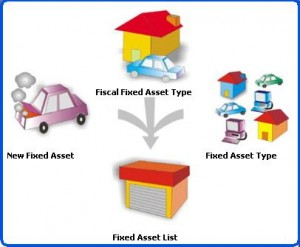 Fiscal Fixed Asset Type
New Fixed Asset
Fixed Asset Type
Fixed Asset List